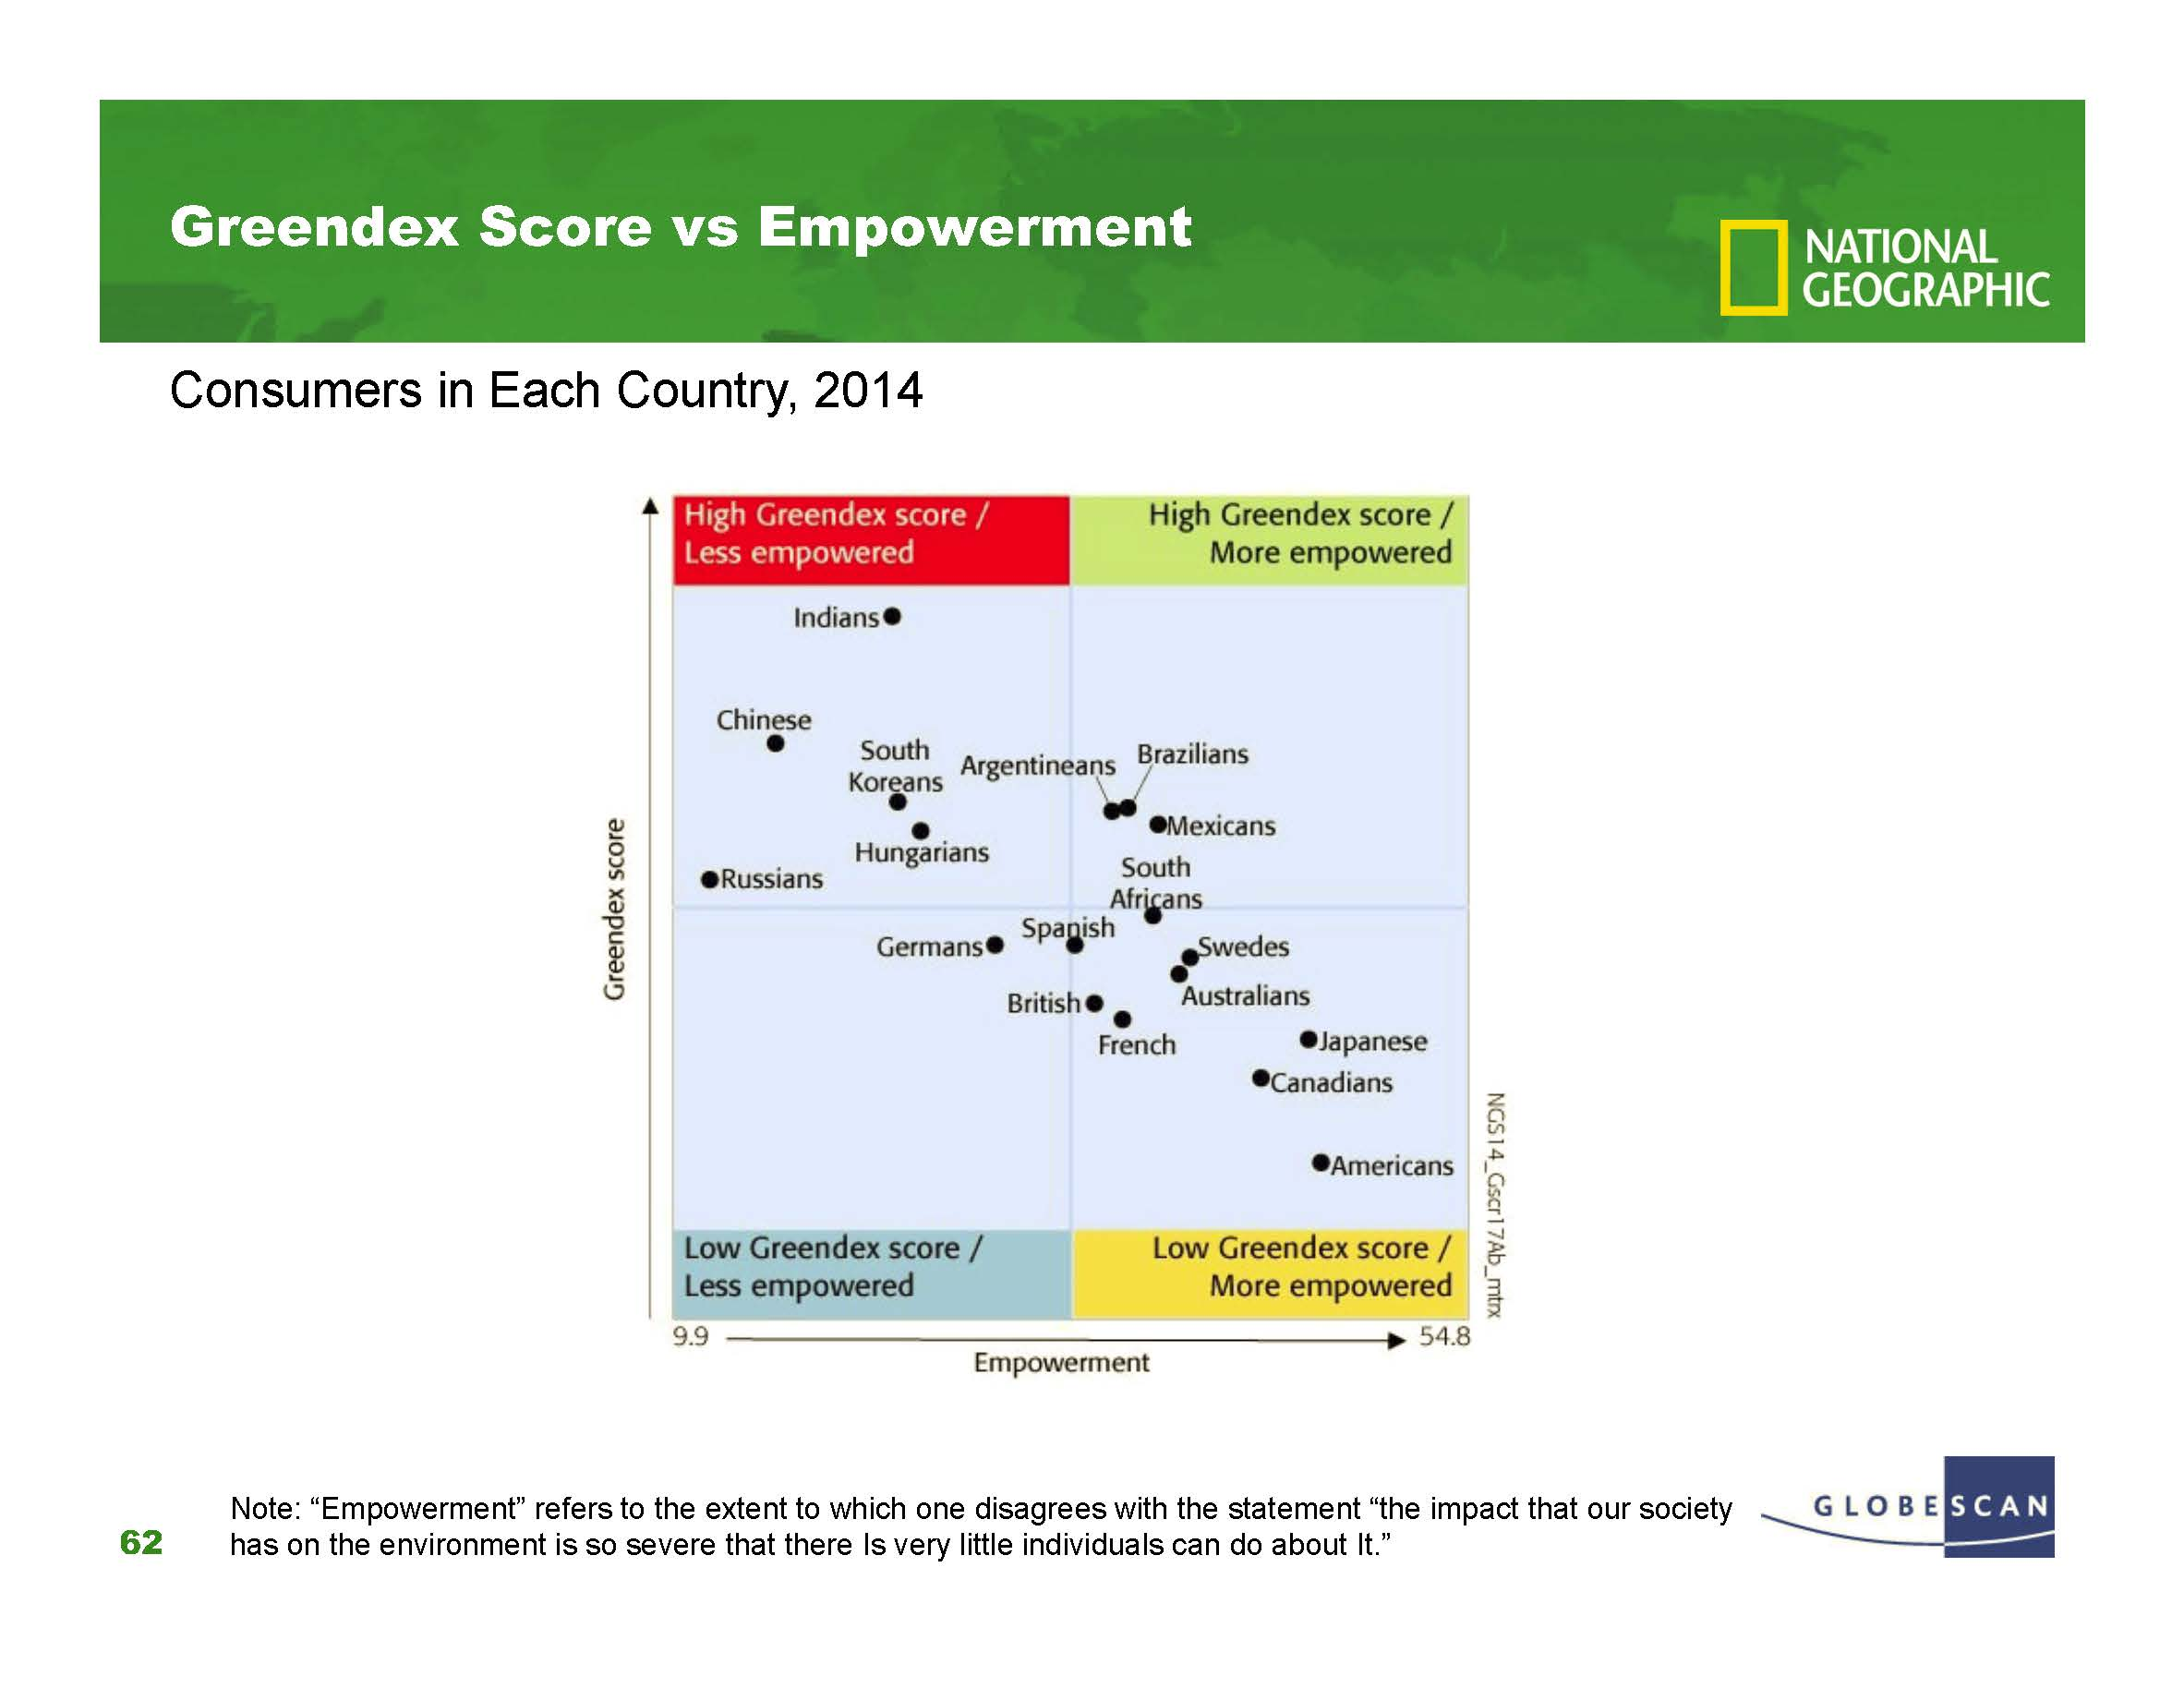 Greendex Score vs Empowerment
NATIONAL
GEOGRAPHIC
Consumers in Each Country, 2014
High Greendex score /
Less empowered
High Greendex score /
More empowered
Indians
Chinese
South
Koreans
Argentineans
Brazilians
Mexicans
Hungarians
Russians
South
Africans
Spanish
Germans
Swedes
Australians
British
French
Japanese
Canadians
Americans
Greendex score
Low Greendex score /
Less empowered
Low Greendex score /
More empowered
NGS14_Gscr17Ab_mtrx
9.9
54.8
Empowerment
Note: “Empowerment” refers to the extent to which one disagrees with the statement “the impact that our society
has on the environment is so severe that there Is very little individuals can do about It.”
62
GLOBESCAN